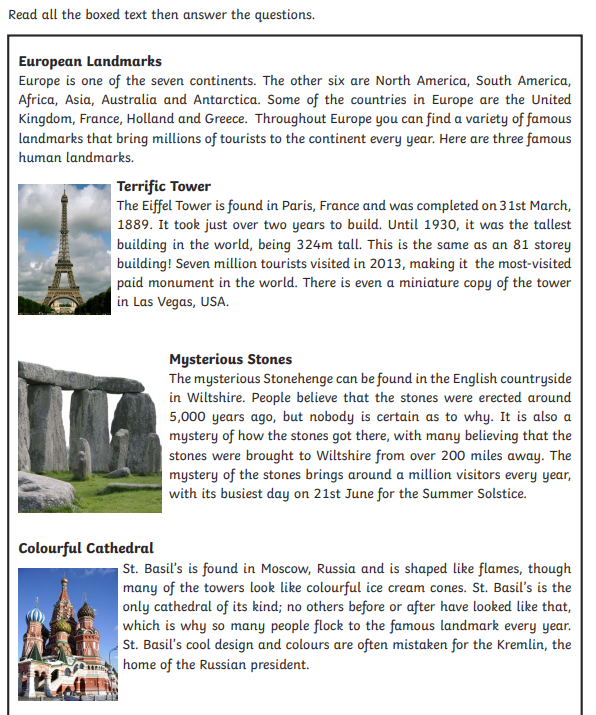 Read all the boxed text then answer the questions.
European Landmarks
Europe is one of the seven continents. The other six are North America, South America,
Africa, Asia, Australia and Antarctica. Some of the countries in Europe are the United
Kingdom, France, Holland and Greece. Throughout Europe you can find a variety of famous
landmarks that bring millions of tourists to the continent every year. Here are three famous
human landmarks.
Terrific Tower
The Eiffel Tower is found in Paris, France and was completed on 31st March,
1889. It took just over two years to build. Until 1930, it was the tallest
building in the world, being 324m tall. This is the same as an 81 storey
building! Seven million tourists visited in 2013, making it the most-visited
paid monument in the world. There is even a miniature copy of the tower
in Las Vegas, USA.
Mysterious Stones
The mysterious Stonehenge can be found in the English countryside
in Wiltshire. People believe that the stones were erected around
5,000 years ago, but nobody is certain as to why. It is also a
mystery of how the stones got there, with many believing that the
stones were brought to Wiltshire from over 200 miles away. The
mystery of the stones brings around a million visitors every year,
with its busiest day on 21st June for the Summer Solstice.
Colourful Cathedral
St. Basil's is found in Moscow, Russia and is shaped like flames, though
many of the towers look like colourful ice cream cones. St. Basil's is the
only cathedral of its kind; no others before or after have looked like that,
which is why so many people flock to the famous landmark every year.
St. Basil's cool design and colours are often mistaken for the Kremlin, the
home of the Russian president.